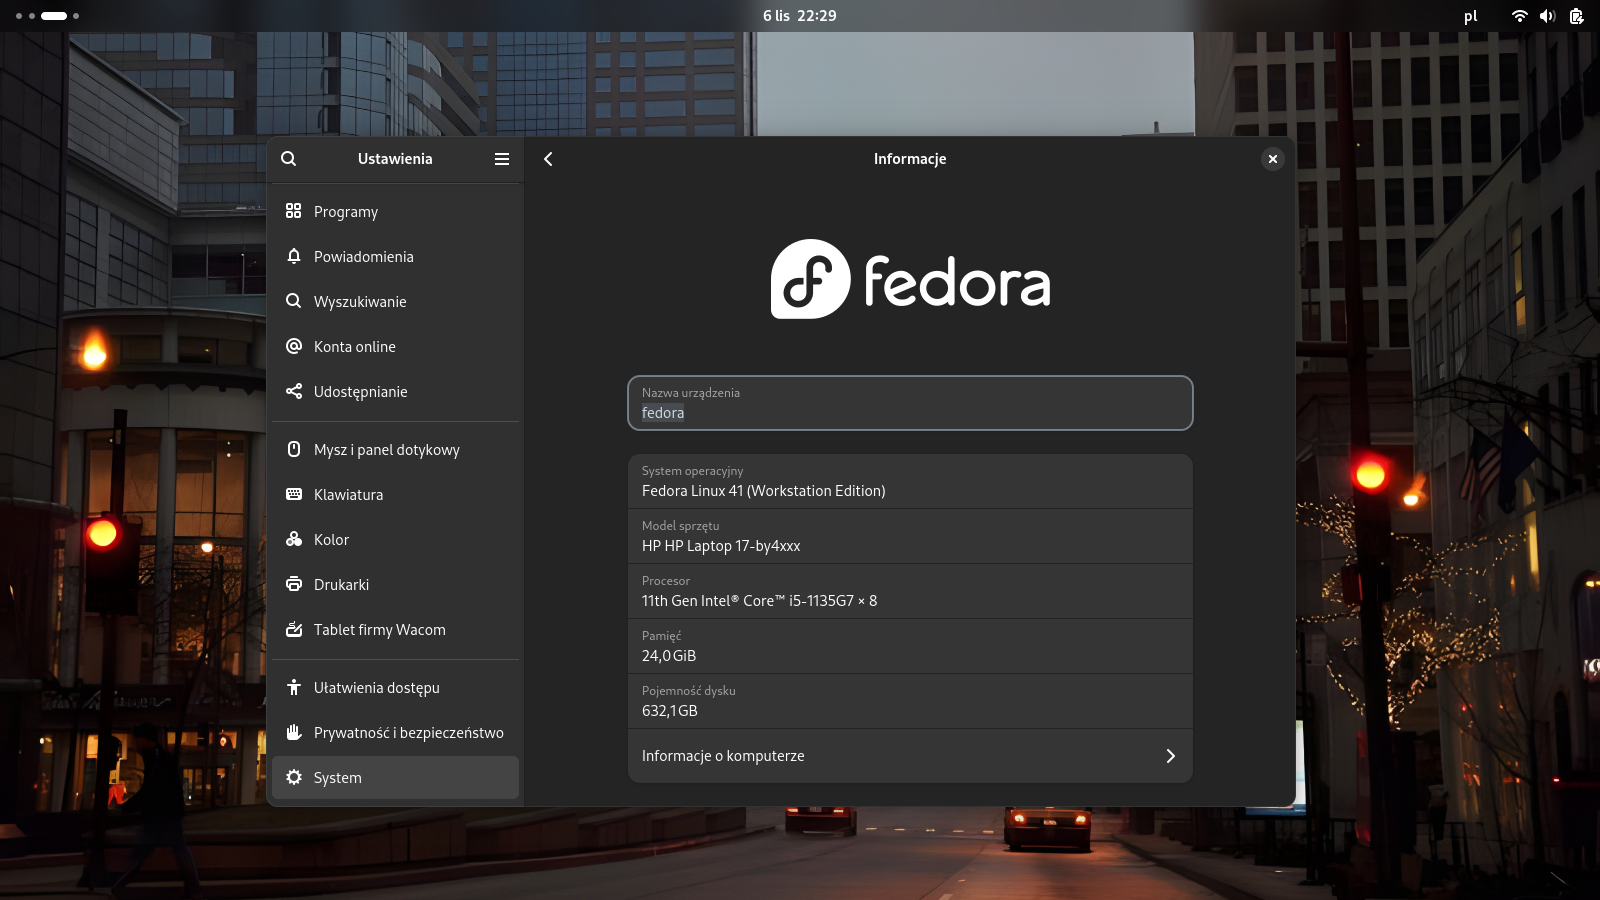 6 lis 22:29
pl
Ustawienia
Informacje
Programy
Powiadomienia
Wyszukiwanie
Konta online
Udostępnianie
Mysz i panel dotykowy
Klawiatura
Kolor
Drukarki
Tablet firmy Wacom
Ułatwienia dostępu
Prywatność i bezpieczeństwo
System
fedora
Nazwa urządzenia
fedora
System operacyjny
Fedora Linux 41 (Workstation Edition)
Model sprzętu
HP HP Laptop 17-by4xxx
Procesor
11th Gen Intel® Core™ i5-1135G7 × 8
Pamięć
24,0 GiB
Pojemność dysku
632,1 GB
Informacje o komputerze